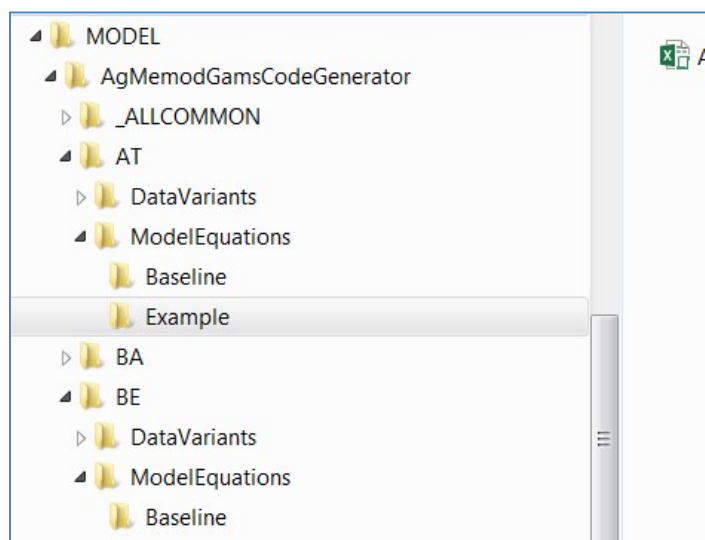 MODEL
AgMemodGamsCodeGenerator
_ALLCOMMON
AT
DataVariants
ModelEquations
Baseline
Example
BA
BE
DataVariants
ModelEquations
Baseline